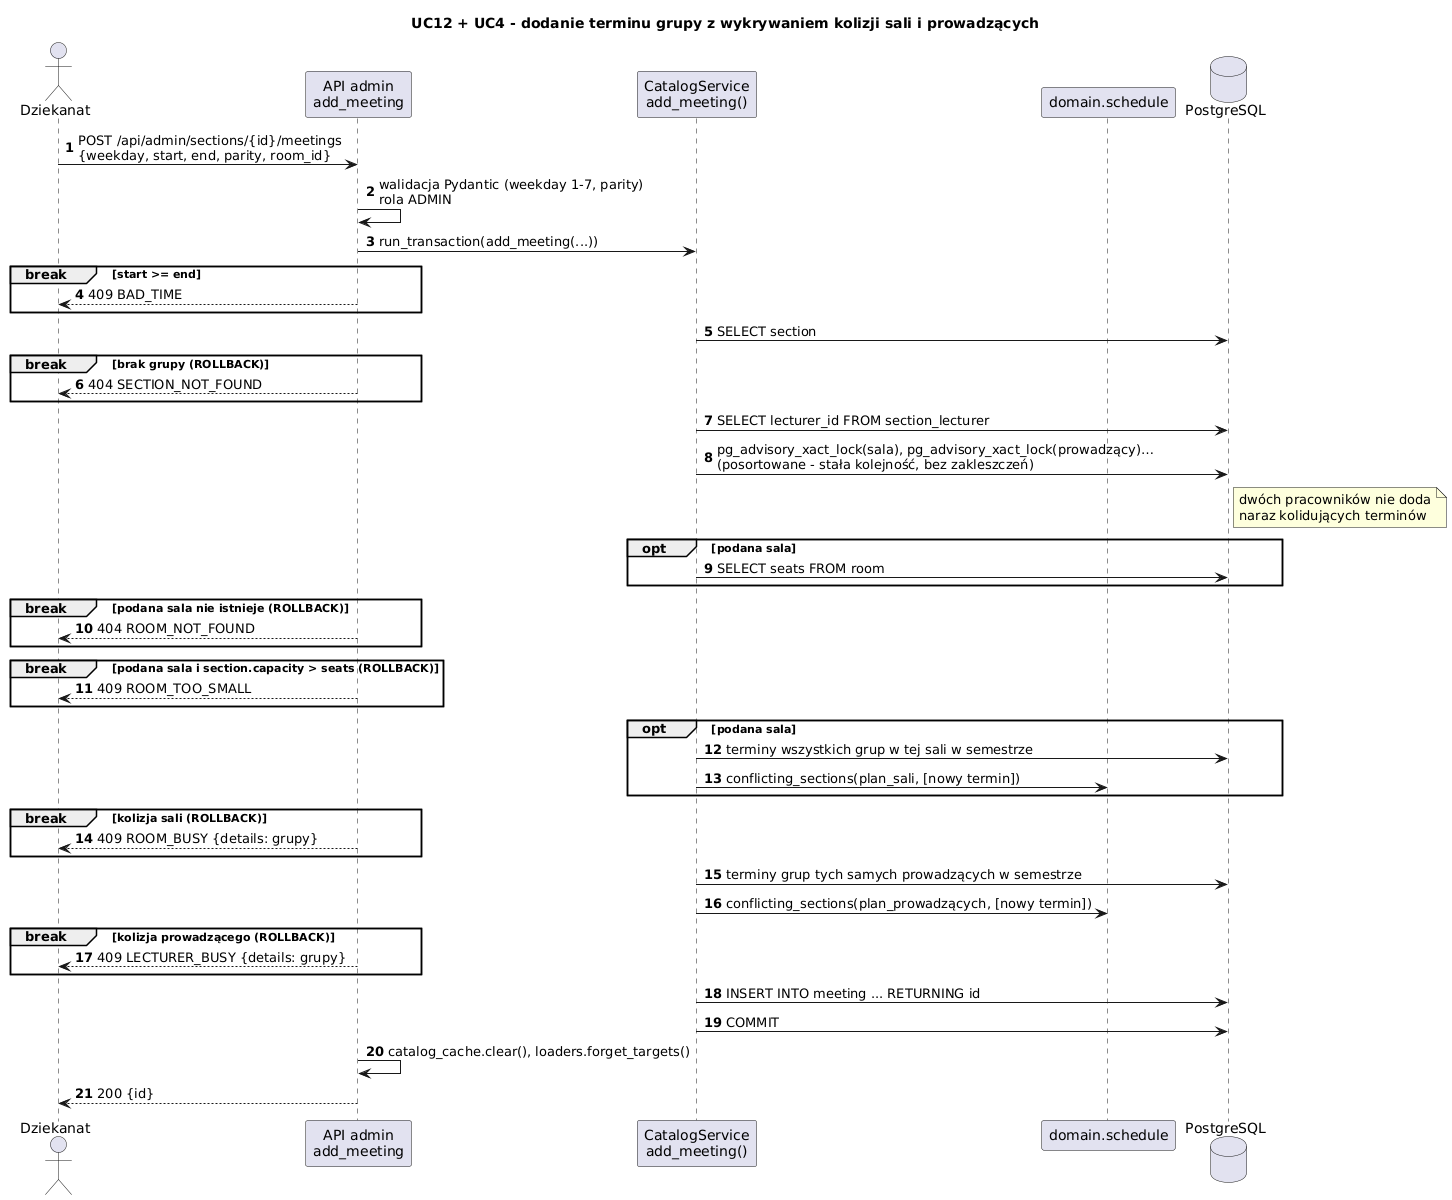 UC12 + UC4 - dodanie terminu grupy z wykrywaniem kolizji sali i prowadzących
Dziekanat
API admin
add_meeting
CatalogService
add_meeting()
domain.schedule
PostgreSQL
1 POST /api/admin/sections/{id}/meetings
{weekday, start, end, parity, room_id}
2 walidacja Pydantic (weekday 1-7, parity)
rola ADMIN
3 run_transaction(add_meeting(...))
break [start >= end]
4 409 BAD_TIME
5 SELECT section
break [brak grupy (ROLLBACK)]
6 404 SECTION_NOT_FOUND
7 SELECT lecturer_id FROM section_lecturer
8 pg_advisory_xact_lock(sala), pg_advisory_xact_lock(prowadzący)...
(posortowane - stała kolejność, bez zakleszczeń)
dwóch pracowników nie doda
naraz kolidujących terminów
opt [podana sala]
9 SELECT seats FROM room
break [podana sala nie istnieje (ROLLBACK)]
10 404 ROOM_NOT_FOUND
break [podana sala i section.capacity > seats (ROLLBACK)]
11 409 ROOM_TOO_SMALL
opt [podana sala]
12 terminy wszystkich grup w tej sali w semestrze
13 conflicting_sections(plan_sali, [nowy termin])
break [kolizja sali (ROLLBACK)]
14 409 ROOM_BUSY {details: grupy}
15 terminy grup tych samych prowadzących w semestrze
16 conflicting_sections(plan_prowadzących, [nowy termin])
break [kolizja prowadzącego (ROLLBACK)]
17 409 LECTURER_BUSY {details: grupy}
18 INSERT INTO meeting ... RETURNING id
19 COMMIT
20 catalog_cache.clear(), loaders.forget_targets()
21 200 {id}
Dziekanat
API admin
add_meeting
CatalogService
add_meeting()
domain.schedule
PostgreSQL